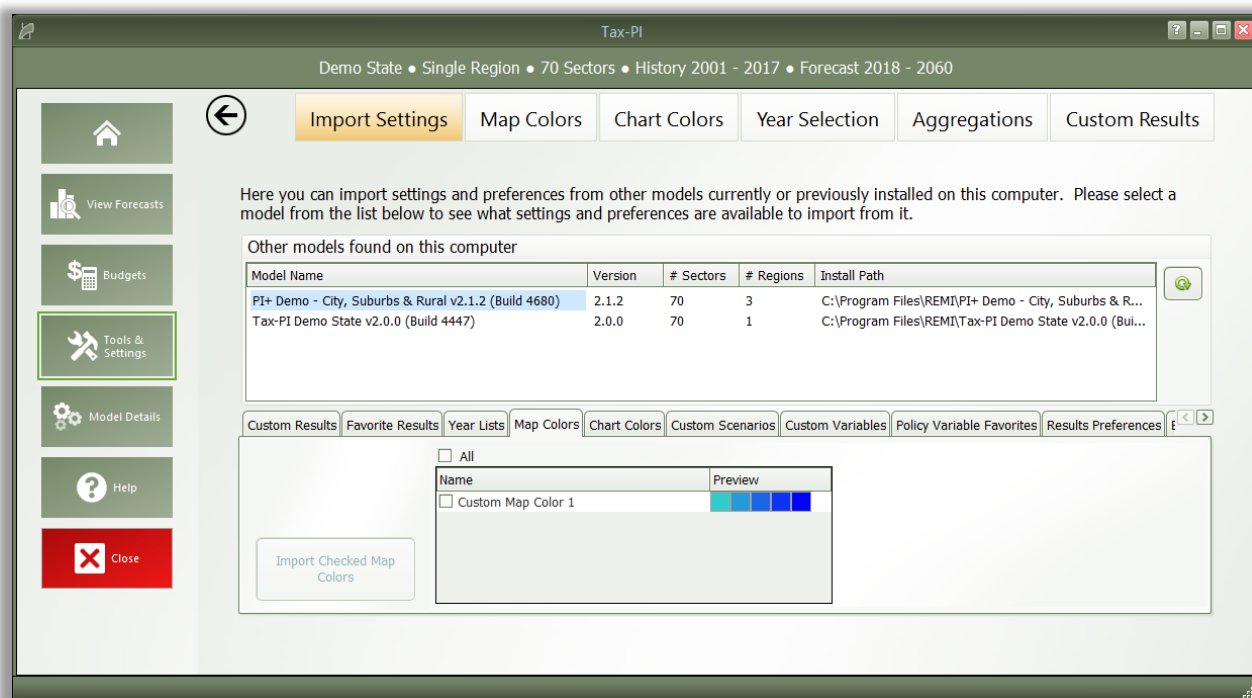 Tax-PI
Demo State ● Single Region ● 70 Sectors ● History 2001 - 2017 ● Forecast 2018 - 2060
Import Settings
Map Colors
Chart Colors
Year Selection
Aggregations
Custom Results
View Forecasts
Budgets
Tools &
Settings
Model Details
Help
Close
Here you can import settings and preferences from other models currently or previously installed on this computer.  Please select a
model from the list below to see what settings and preferences are available to import from it.
Other models found on this computer
Model Name Version # Sectors # Regions Install Path
PI+ Demo - City, Suburbs & Rural v2.1.2 (Build 4680) 2.1.2 70 3 C:\Program Files\REMI\PI+ Demo - City, Suburbs & R...
Tax-PI Demo State v2.0.0 (Build 4447) 2.0.0 70 1 C:\Program Files\REMI\Tax-PI Demo State v2.0.0 (Bui...
Custom Results Favorite Results Year Lists Map Colors Chart Colors Custom Scenarios Custom Variables Policy Variable Favorites Results Preferences
All
Name Preview
Custom Map Color 1
Import Checked Map
Colors